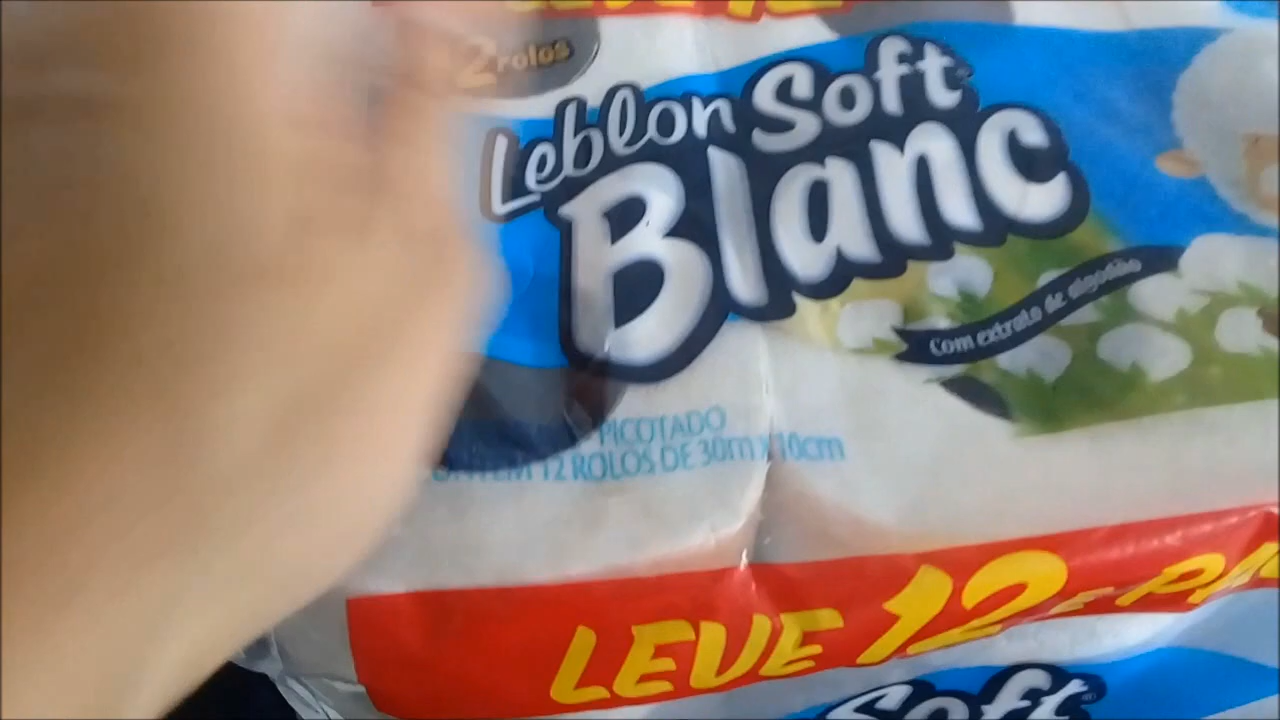 2 rolos
Leblon Soft
Blanc
Com extrato de algodão
PICOTADO
12 ROLOS DE 30m x 10cm
LEVE 12 E
Soft